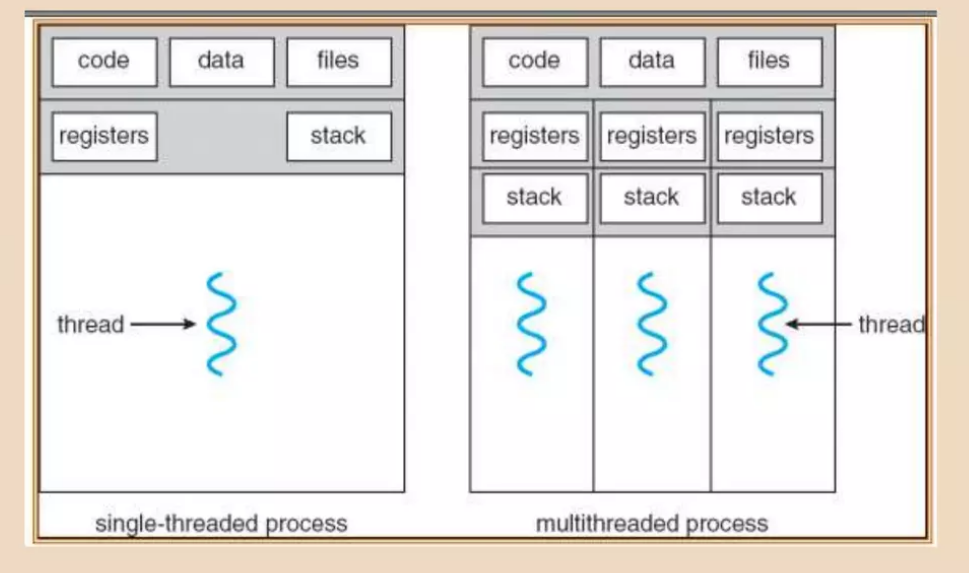 code data files
registers stack
thread
single-threaded process
code data files
registers registers registers
stack stack stack
thread
multithreaded process